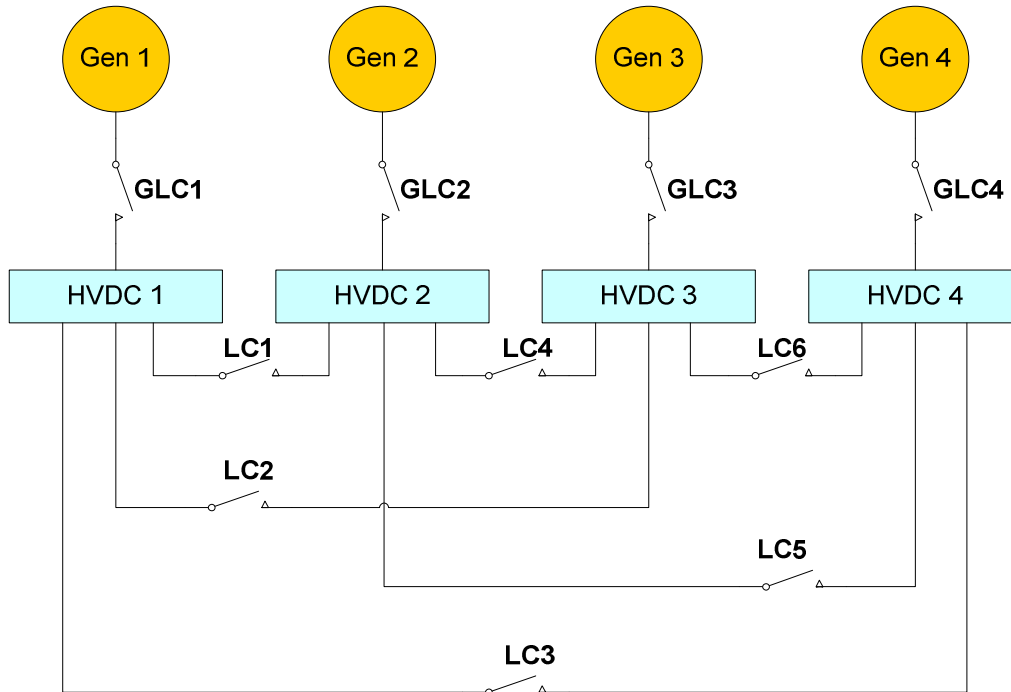 Gen 1
Gen 2
Gen 3
Gen 4
GLC1
GLC2
GLC3
GLC4
HVDC 1
HVDC 2
HVDC 3
HVDC 4
LC1
LC4
LC6
LC2
LC5
LC3